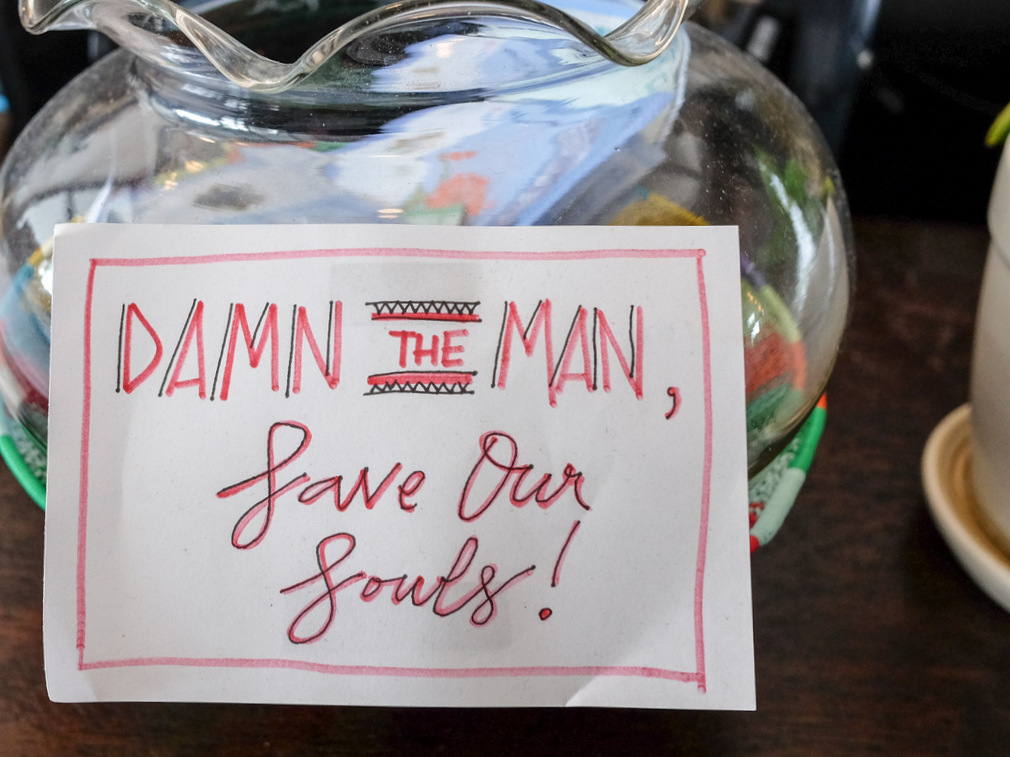 DAMN THE MAN,
Save Our
Souls!